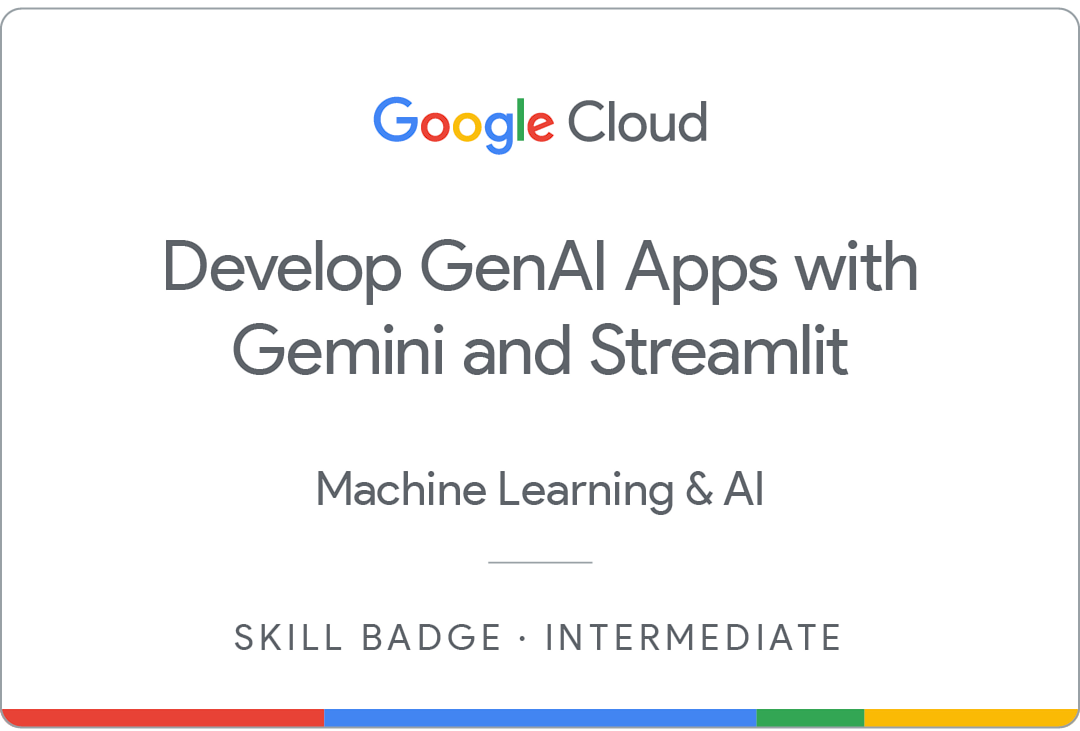 Google Cloud
Develop GenAI Apps with
Gemini and Streamlit
Machine Learning & AI
SKILL BADGE · INTERMEDIATE